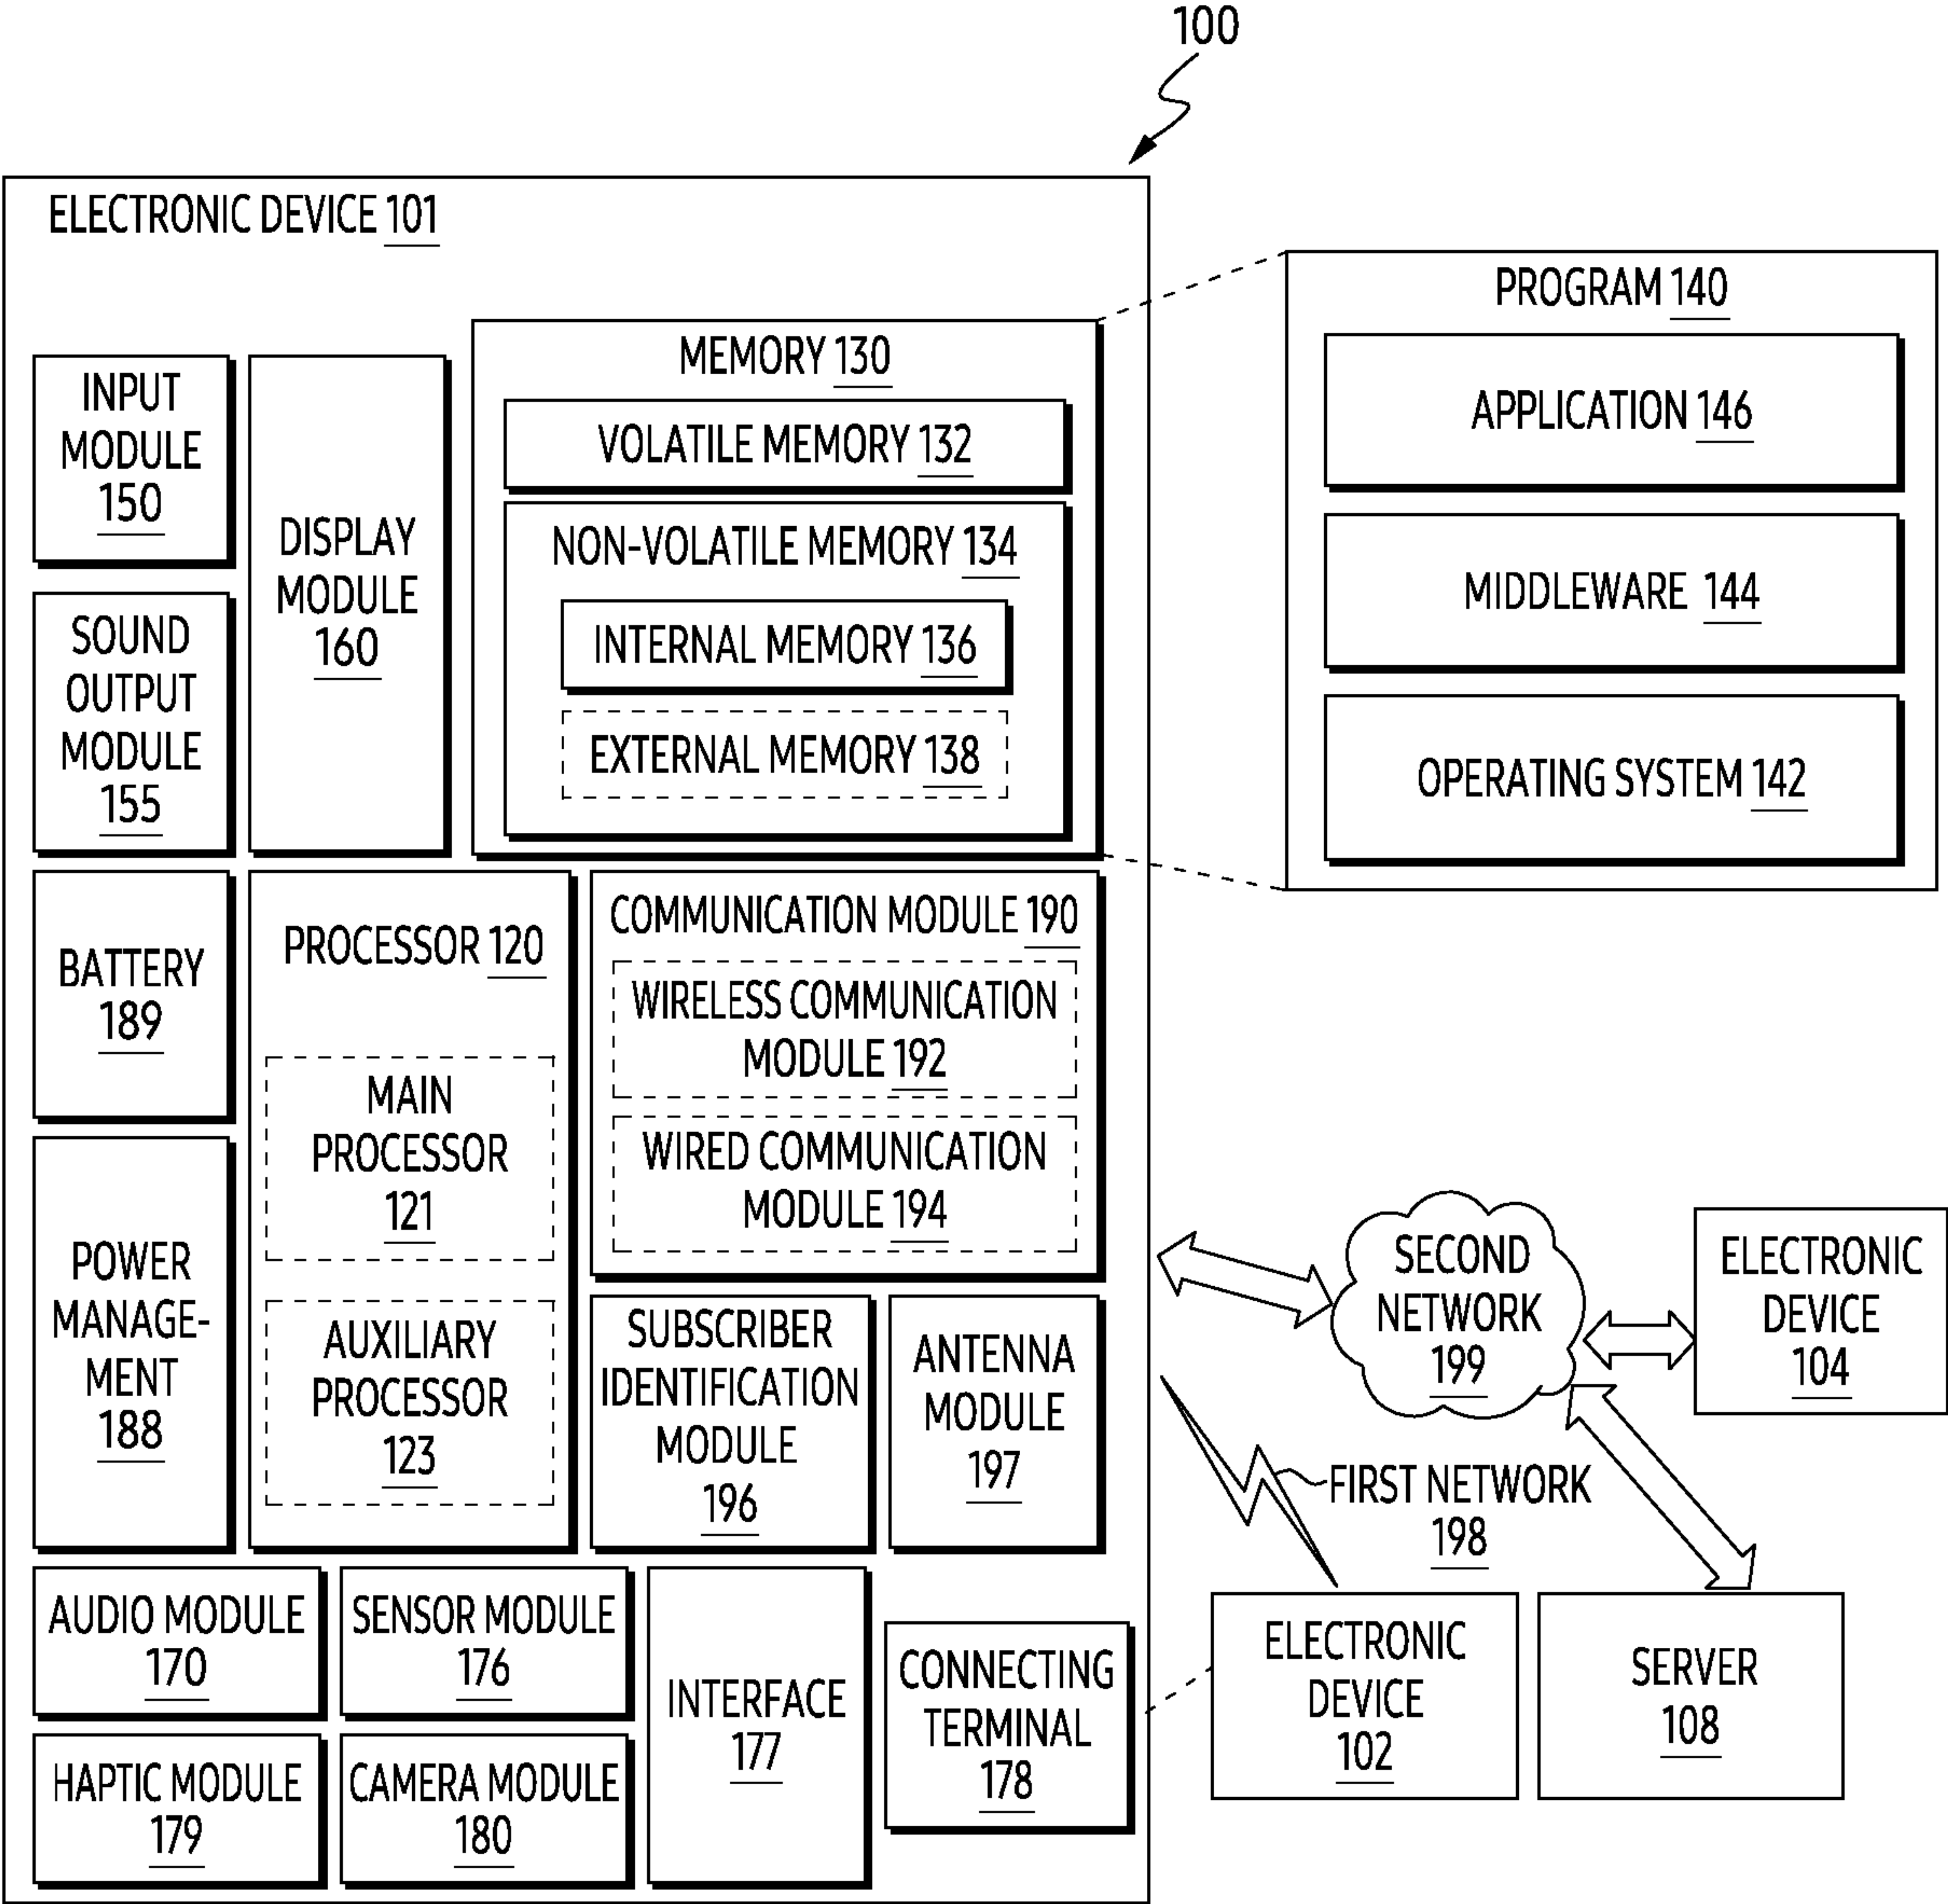 100
ELECTRONIC DEVICE 101
INPUT
MODULE
150
SOUND
OUTPUT
MODULE
155
DISPLAY
MODULE
160
MEMORY 130
VOLATILE MEMORY 132
NON-VOLATILE MEMORY 134
INTERNAL MEMORY 136
EXTERNAL MEMORY 138
PROGRAM 140
APPLICATION 146
MIDDLEWARE 144
OPERATING SYSTEM 142
BATTERY
189
POWER
MANAGE-
MENT
188
PROCESSOR 120
MAIN
PROCESSOR
121
AUXILIARY
PROCESSOR
123
COMMUNICATION MODULE 190
WIRELESS COMMUNICATION
MODULE 192
WIRED COMMUNICATION
MODULE 194
SUBSCRIBER
IDENTIFICATION
MODULE
196
ANTENNA
MODULE
197
SECOND
NETWORK
199
ELECTRONIC
DEVICE
104
FIRST NETWORK
198
AUDIO MODULE
170
SENSOR MODULE
176
HAPTIC MODULE
179
CAMERA MODULE
180
INTERFACE
177
CONNECTING
TERMINAL
178
ELECTRONIC
DEVICE
102
SERVER
108